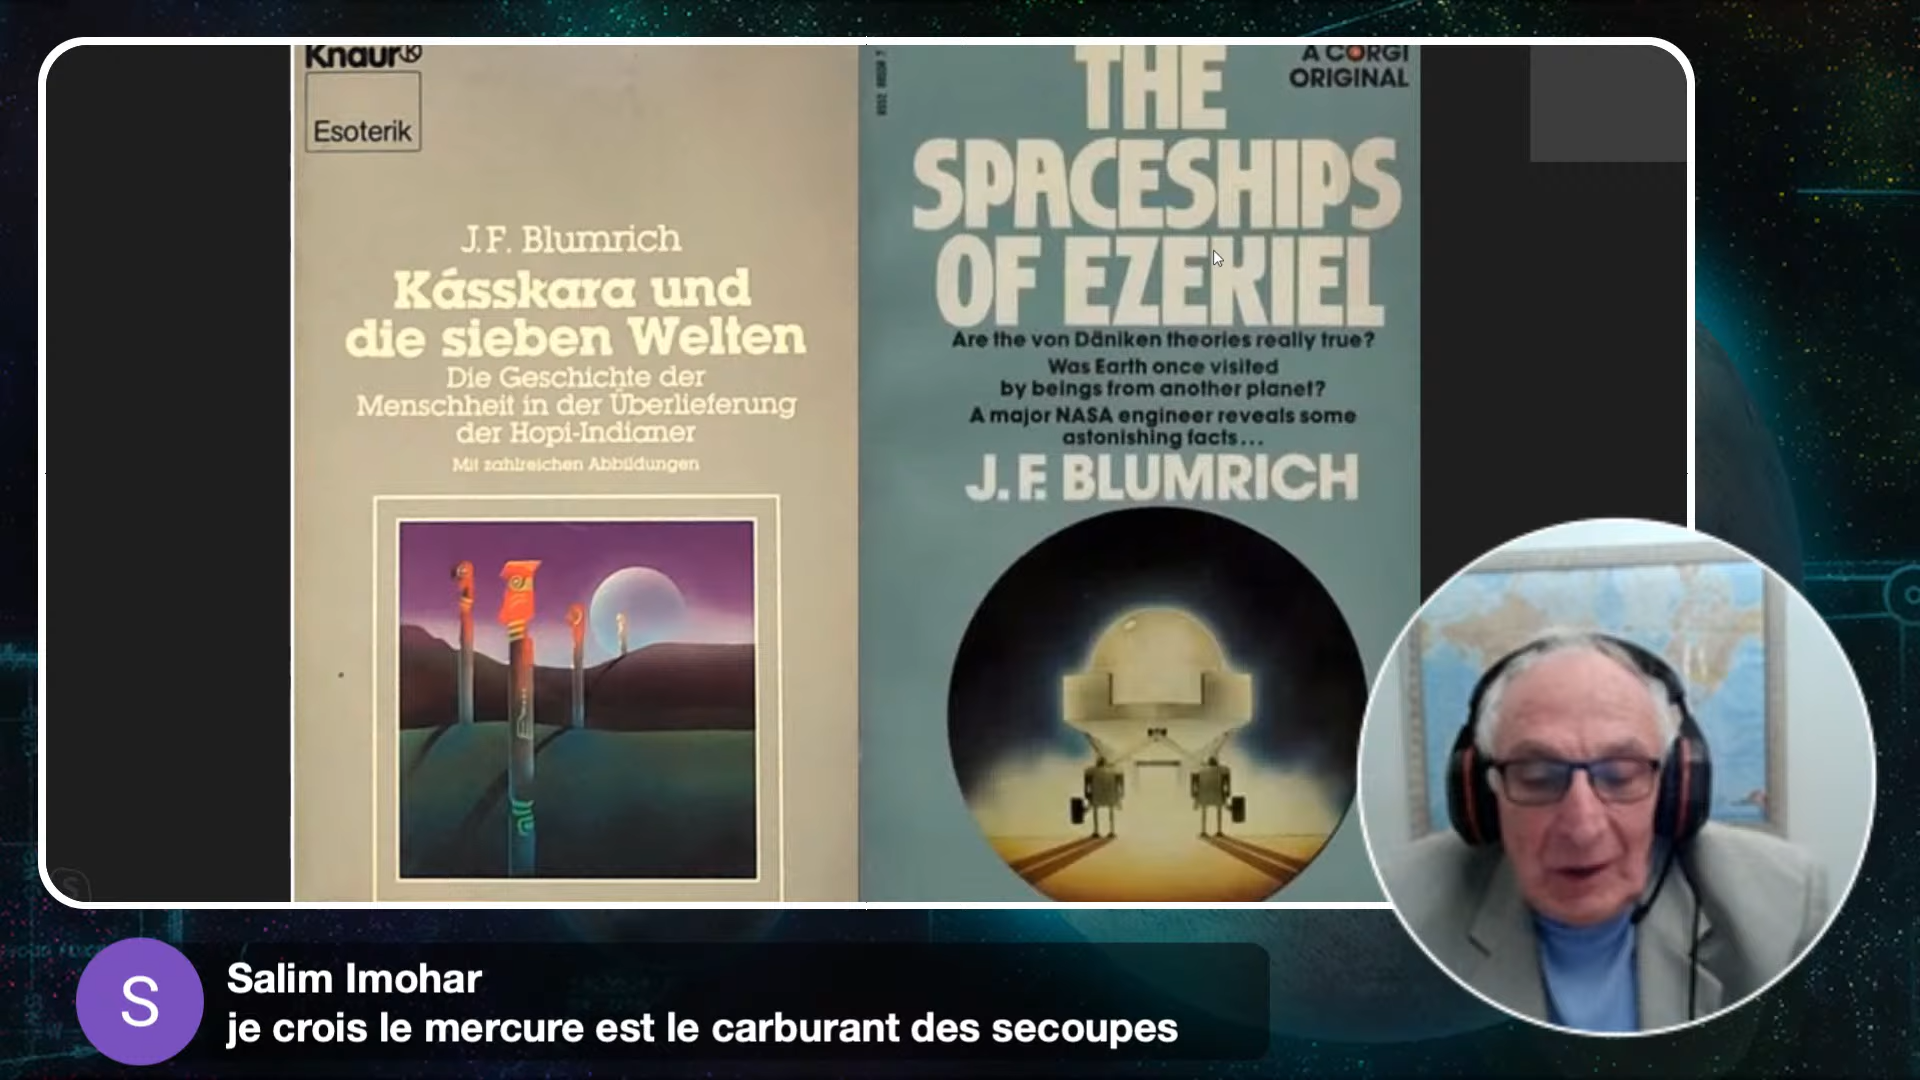 Knaur®
Esoterik
J.F. Blumrich
Kásskara und
die sieben Welten
Die Geschichte der
Menschheit in der Überlieferung
der Hopi-Indianer
Mit zahlreichen Abbildungen
A CORGI
ORIGINAL
THE
SPACESHIPS
OF EZEKIEL
Are the von Däniken theories really true?
Was Earth once visited
by beings from another planet?
A major NASA engineer reveals some
astonishing facts...
J.F. BLUMRICH
S
Salim Imohar
je crois le mercure est le carburant des secoupes